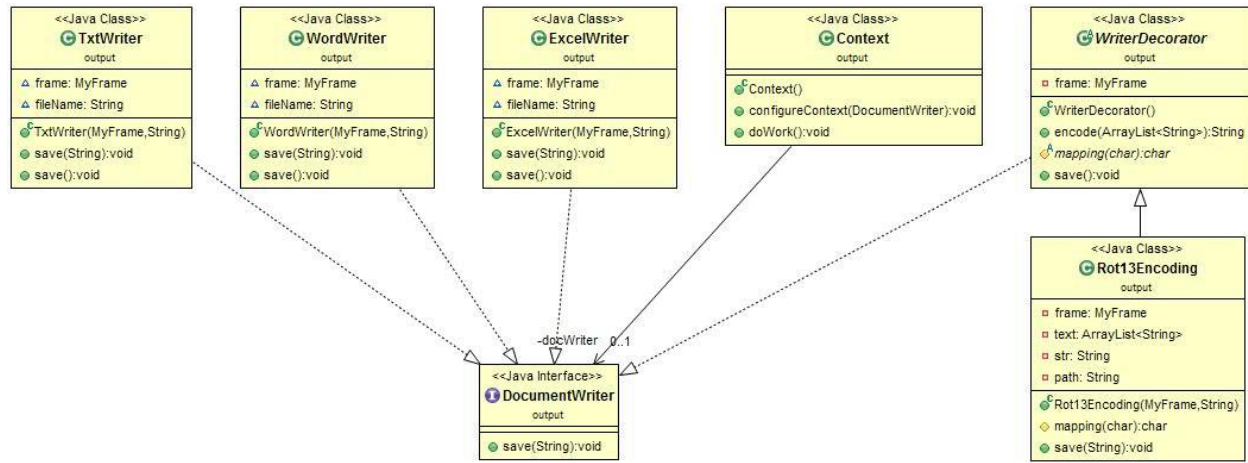 <<Java Class>>
TxtWriter
output
frame: MyFrame
fileName: String
TxtWriter(MyFrame,String)
save(String):void
save():void
<<Java Class>>
WordWriter
output
frame: MyFrame
fileName: String
WordWriter(MyFrame,String)
save(String):void
save():void
<<Java Class>>
ExcelWriter
output
frame: MyFrame
fileName: String
ExcelWriter(MyFrame,String)
save(String):void
save():void
<<Java Class>>
Context
output
Context()
configureContext(DocumentWriter):void
doWork():void
<<Java Class>>
WriterDecorator
output
frame: MyFrame
WriterDecorator()
encode(ArrayList<String>):String
mapping(char):char
save():void
<<Java Class>>
Rot13Encoding
output
frame: MyFrame
text: ArrayList<String>
str: String
path: String
Rot13Encoding(MyFrame,String)
mapping(char):char
save(String):void
-docWriter 0..1
<<Java Interface>>
DocumentWriter
output
save(String):void